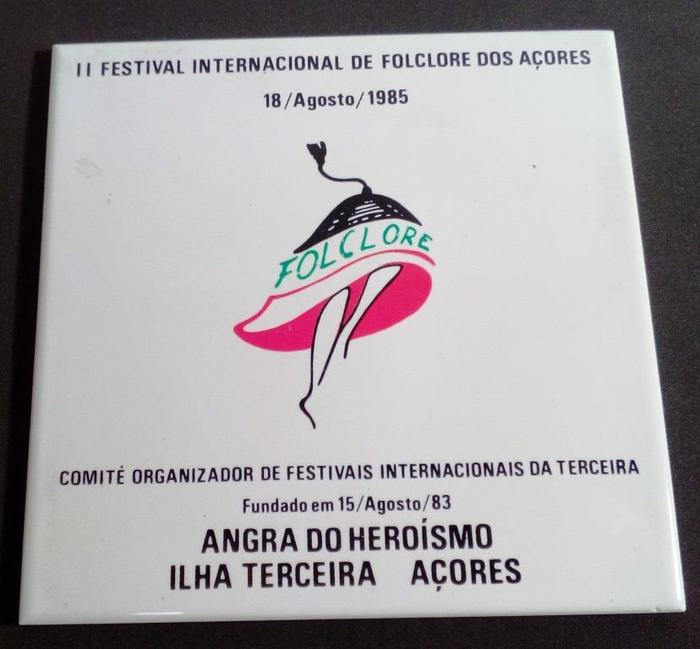 II FESTIVAL INTERNACIONAL DE FOLCLORE DOS AÇORES
18/Agosto/1985
FOLCLORE
COMITÉ ORGANIZADOR DE FESTIVAIS INTERNACIONAIS DA TERCEIRA
Fundado em 15/Agosto/83
ANGRA DO HEROÍSMO
ILHA TERCEIRA AÇORES